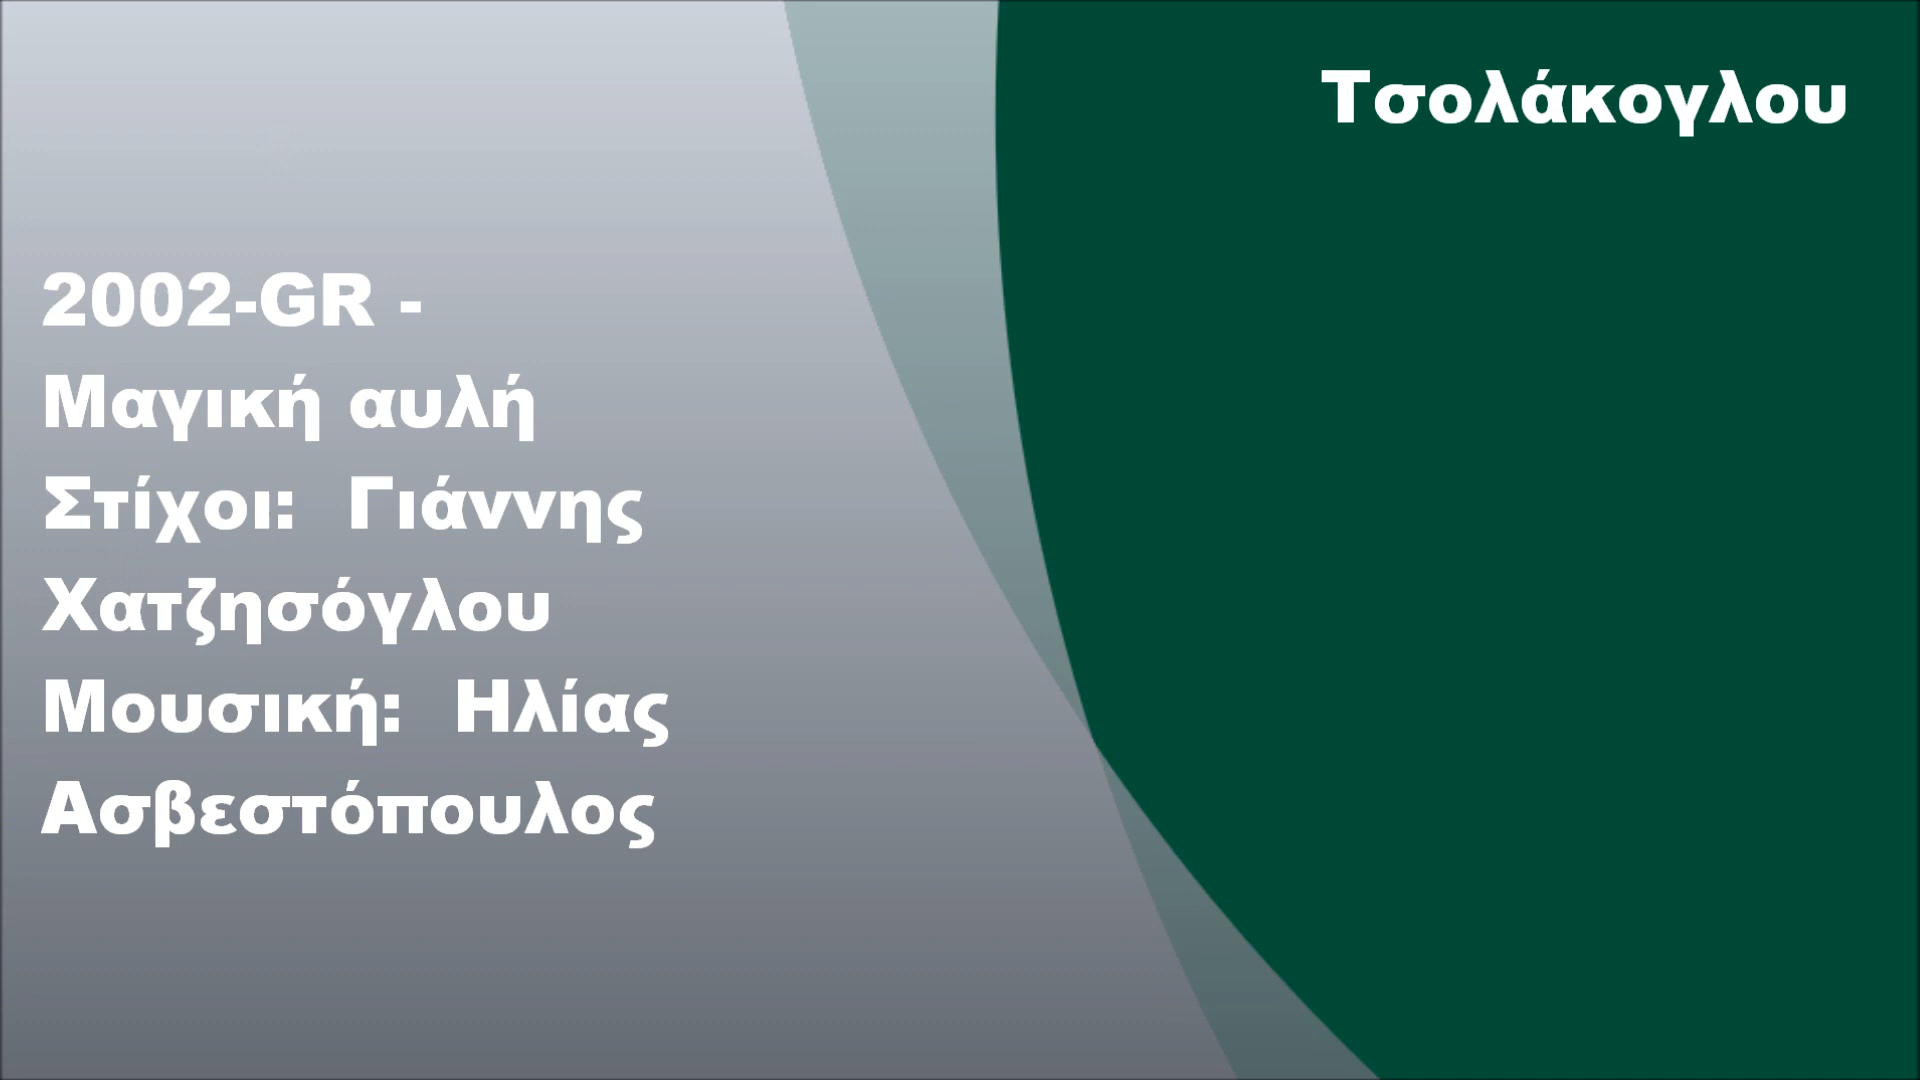 Τσολάκογλου
2002-GR -
Μαγική αυλή
Στίχοι:  Γιάννης
Χατζησόγλου
Μουσική:  Ηλίας
Ασβεστόπουλος